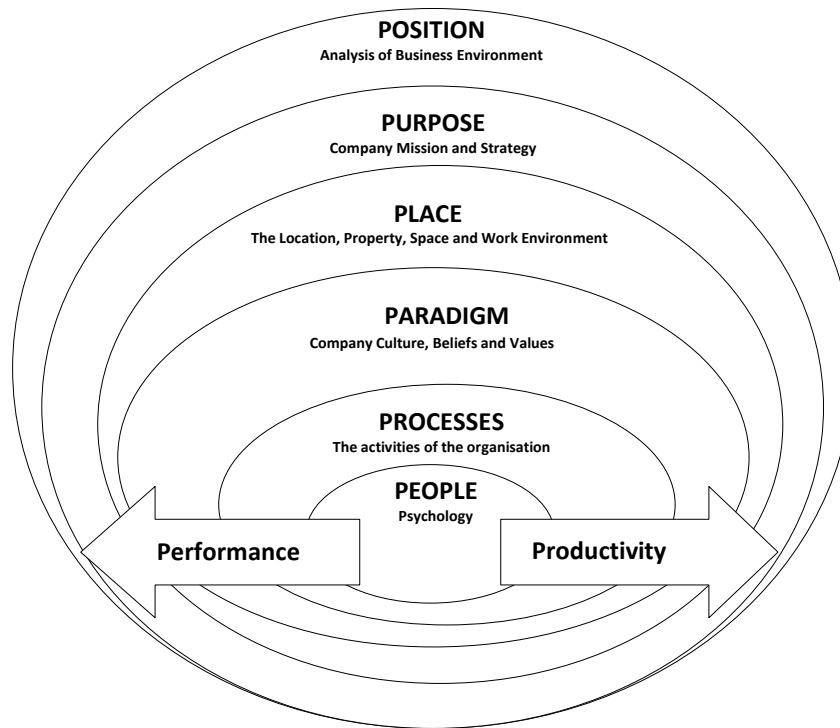 POSITION
Analysis of Business Environment
PURPOSE
Company Mission and Strategy
PLACE
The Location, Property, Space and Work Environment
PARADIGM
Company Culture, Beliefs and Values
PROCESSES
The activities of the organisation
PEOPLE
Psychology
Performance
Productivity